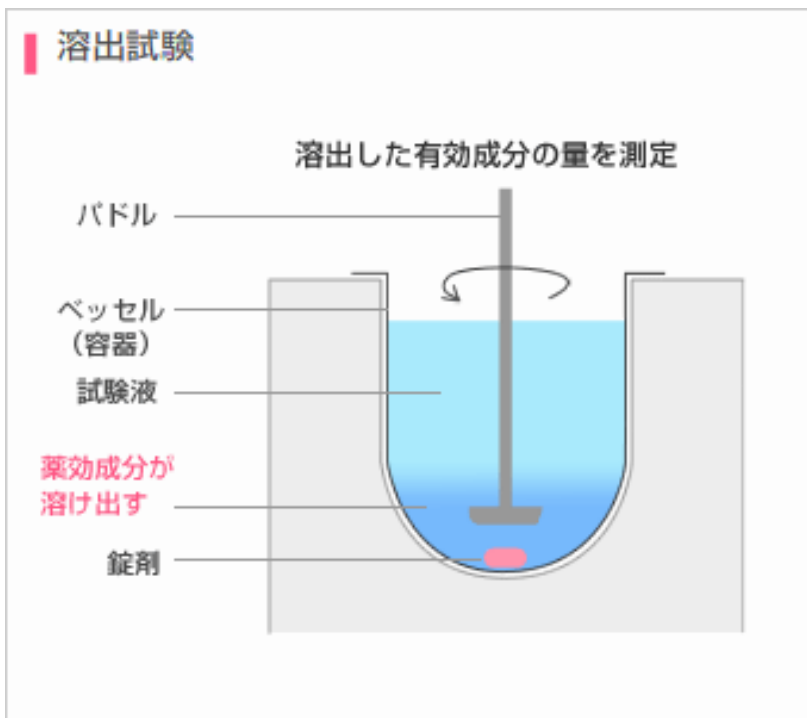 溶出試験
溶出した有効成分の量を測定
パドル
ベッセル
（容器）
試験液
薬効成分が
溶け出す
錠剤